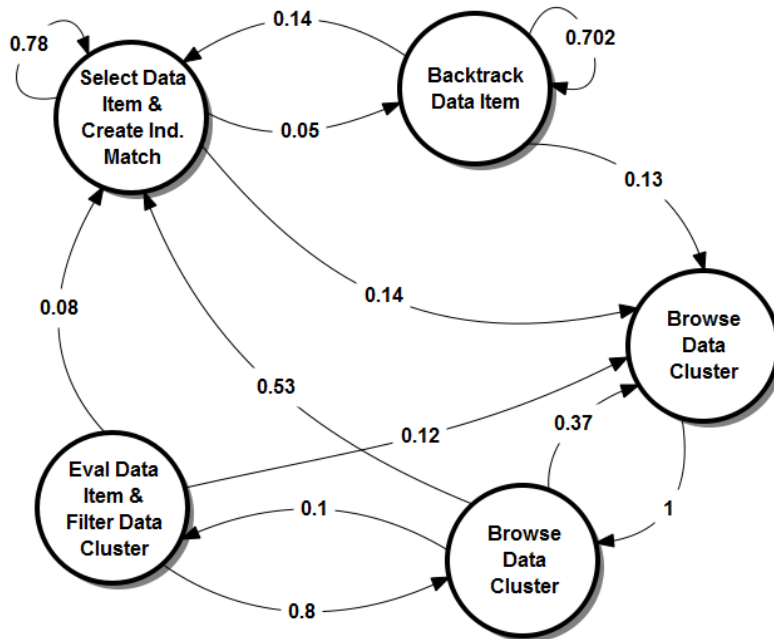 0.14
0.78
0.702
Select Data
Item &
Create Ind.
Match
Backtrack
Data Item
0.05
0.13
0.14
0.08
Browse
Data
Cluster
0.53
0.12
0.37
Eval Data
Item &
Filter Data
Cluster
0.1
1
Browse
Data
Cluster
0.8